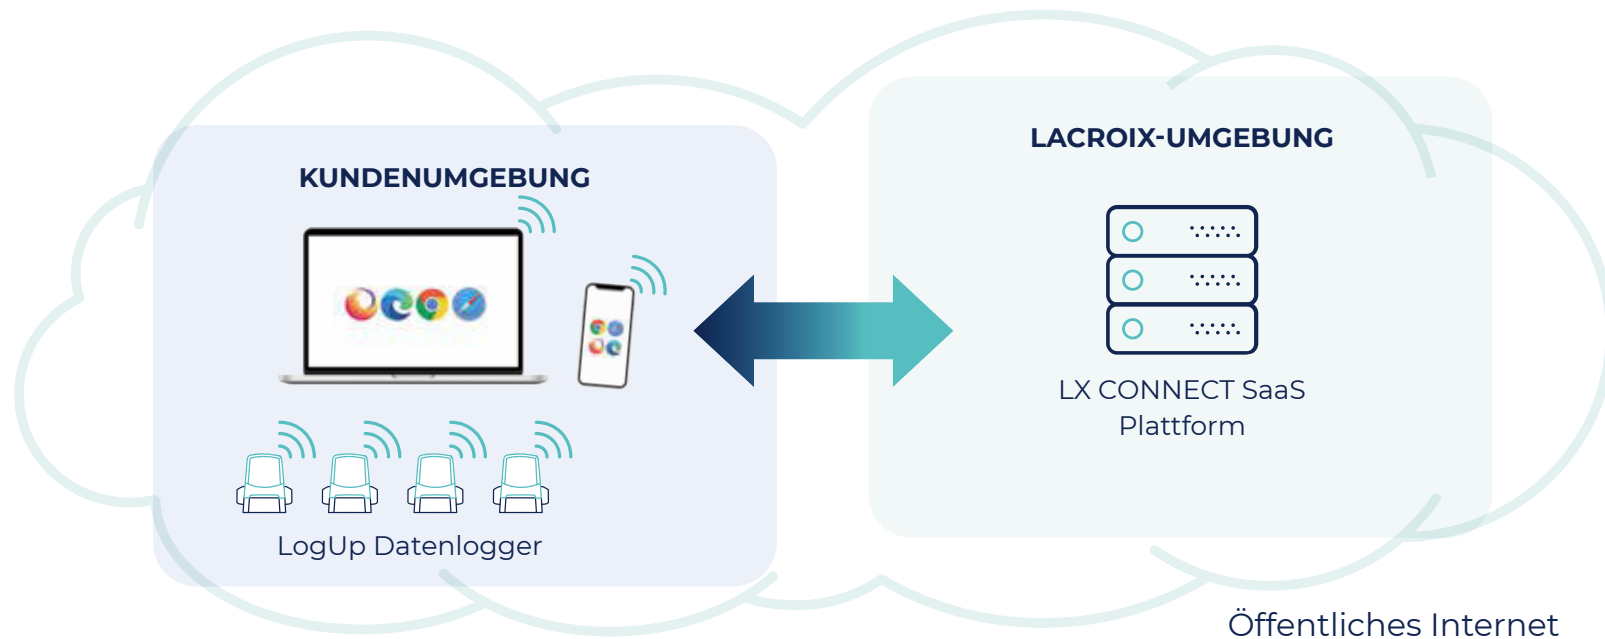 KUNDENUMGEBUNG
LogUp Datenlogger
LACROIX-UMGEBUNG
LX CONNECT SaaS
Plattform
Öffentliches Internet